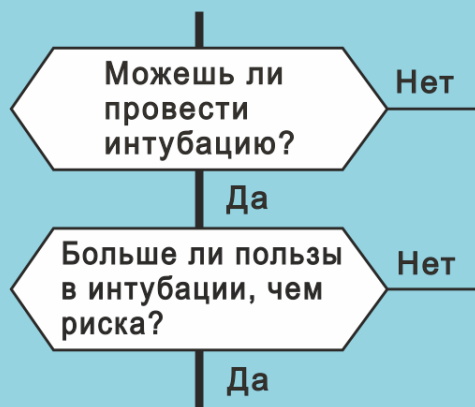 Можешь ли
провести
интубацию?
Нет
Да
Больше ли пользы
в интубации, чем
риска?
Нет
Да